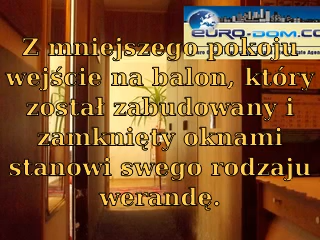 EURO-DOM.CO
Z mniejszego pokoju
wejście na balon, który
został zabudowany i
zamknięty oknami
stanowi swego rodzaju
werandę.